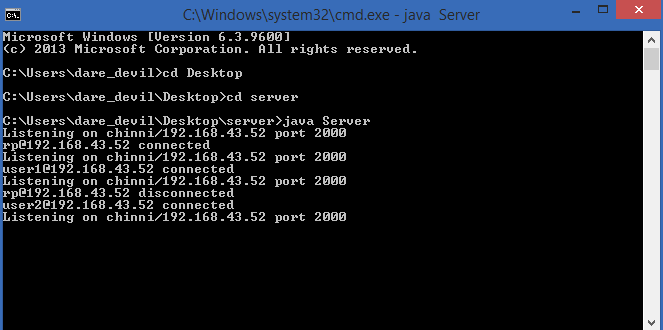 C:\Windows\system32\cmd.exe - java Server
Microsoft Windows [Version 6.3.9600]
(c) 2013 Microsoft Corporation. All rights reserved.
C:\Users\dare_devil>cd Desktop
C:\Users\dare_devil\Desktop>cd server
C:\Users\dare_devil\Desktop\server>java Server
Listening on chinni/192.168.43.52 port 2000
rp@192.168.43.52 connected
Listening on chinni/192.168.43.52 port 2000
user1@192.168.43.52 connected
Listening on chinni/192.168.43.52 port 2000
rp@192.168.43.52 disconnected
user2@192.168.43.52 connected
Listening on chinni/192.168.43.52 port 2000